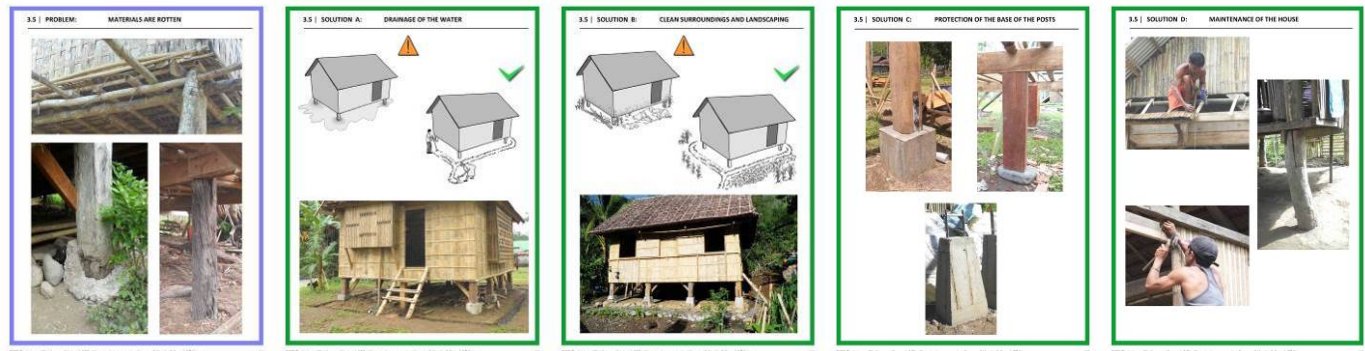 3.5 | PROBLEM: MATERIALS ARE ROTTEN
3.5 | SOLUTION A: DRAINAGE OF THE WATER
3.5 | SOLUTION B: CLEAN SURROUNDINGS AND LANDSCAPING
3.5 | SOLUTION C: PROTECTION OF THE BASE OF THE POSTS
3.5 | SOLUTION D: MAINTENANCE OF THE HOUSE